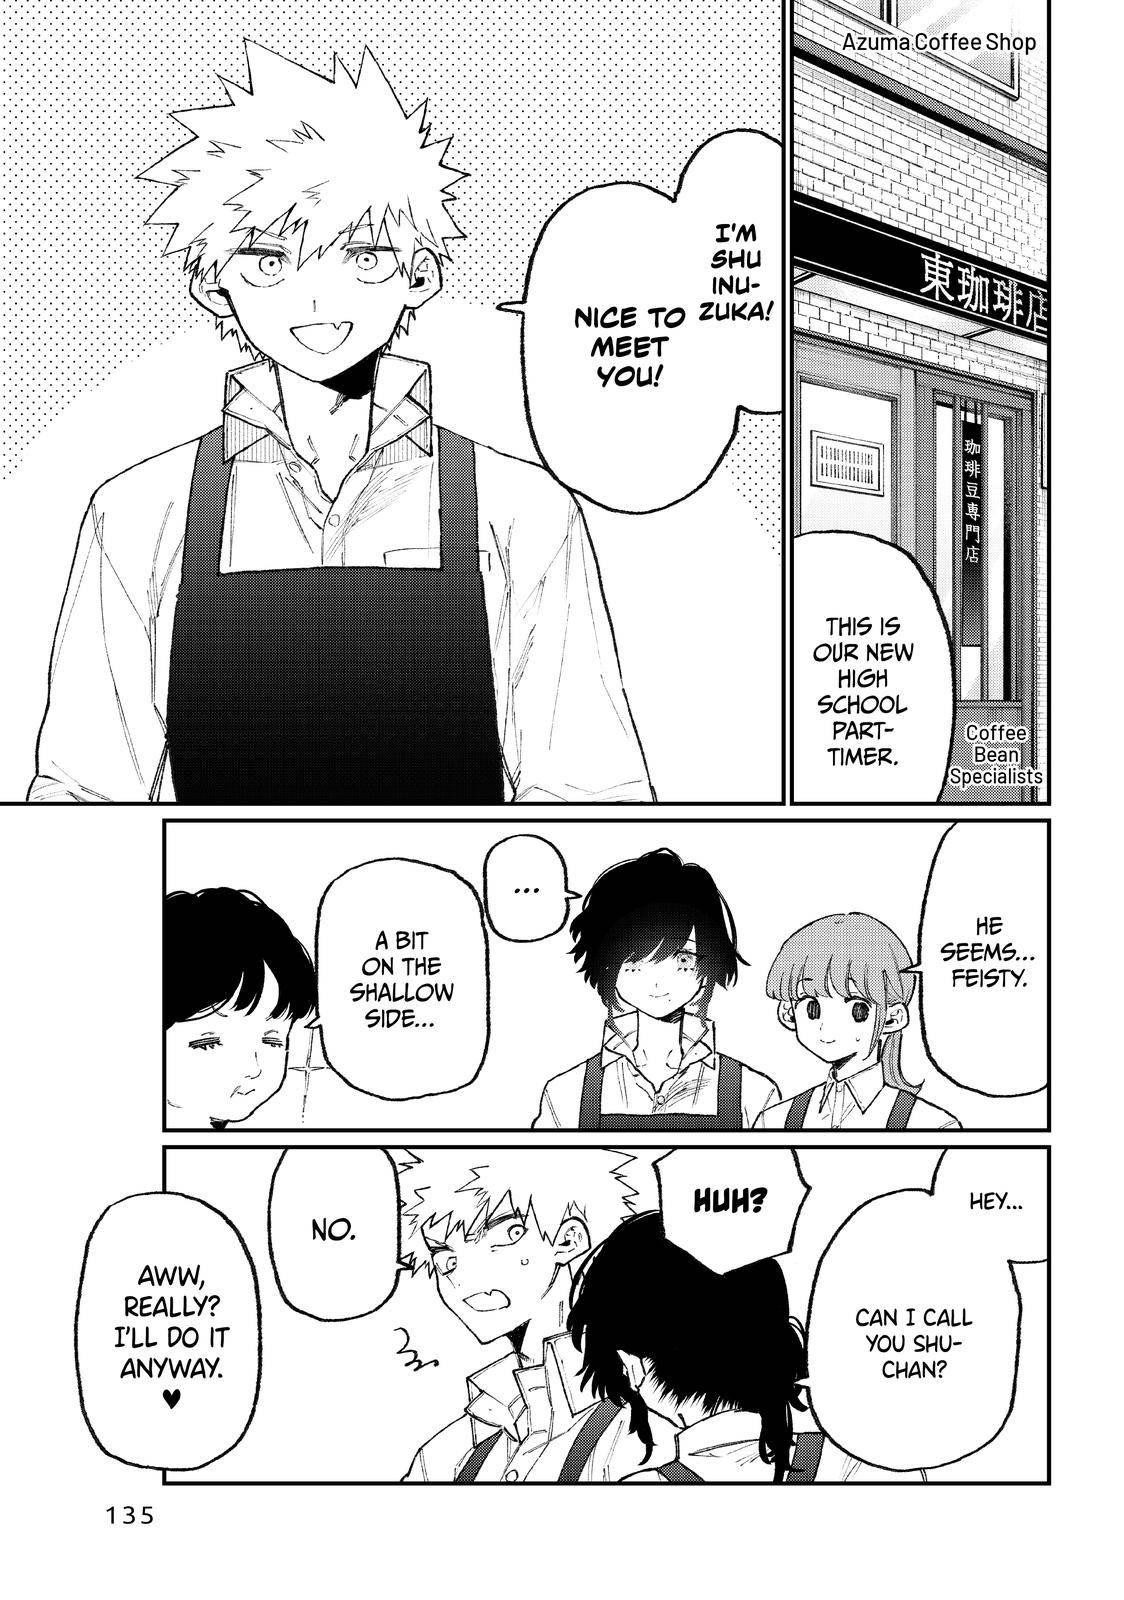 Azuma Coffee Shop
東珈琲店
珈琲豆専門店
THIS IS
OUR NEW
HIGH
SCHOOL
PART-
TIMER.
Coffee
Bean
Specialists
I'M
SHU
INU-
ZUKA!
NICE TO
MEET
YOU!
HE
SEEMS...
FEISTY.
...
A BIT
ON THE
SHALLOW
SIDE...
HEY...
CAN I CALL
YOU SHU-
CHAN?
HUH?
NO.
AWW,
REALLY?
I'LL DO IT
ANYWAY.
♥
135